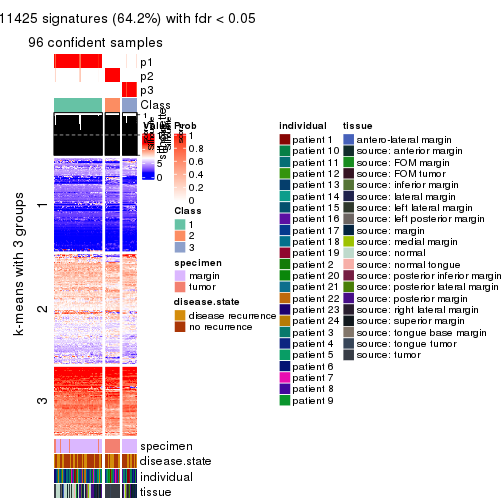 11425 signatures (64.2%) with fdr < 0.05
96 confident samples
p1
p2
p3
Class
1
2
3
k-means with 3 groups
Prob
1
0.8
0.6
0.4
0.2
0
Class
1
2
3
specimen
margin
tumor
disease.state
disease recurrence
no recurrence
specimen
disease.state
individual
tissue
individual
patient 1
patient 10
patient 11
patient 12
patient 13
patient 14
patient 15
patient 16
patient 17
patient 18
patient 19
patient 2
patient 20
patient 21
patient 22
patient 23
patient 24
patient 3
patient 4
patient 5
patient 6
patient 7
patient 8
patient 9
tissue
antero-lateral margin
source: anterior margin
source: FOM margin
source: FOM tumor
source: inferior margin
source: lateral margin
source: left lateral margin
source: left posterior margin
source: margin
source: medial margin
source: normal
source: normal tongue
source: posterior inferior margin
source: posterior lateral margin
source: posterior margin
source: right lateral margin
source: superior margin
source: tongue base margin
source: tongue tumor
source: tumor